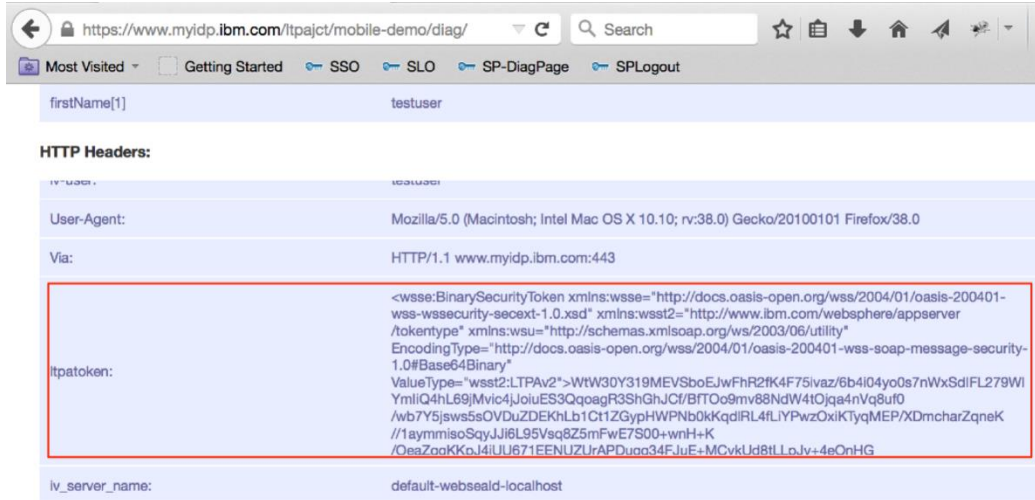 https://www.myidp.ibm.com/ltpajct/mobile-demo/diag/ Search
Most Visited Getting Started SSO SLO SP-DiagPage SPLogout
firstName[1] testuser
HTTP Headers:
iv-user: testuser
User-Agent: Mozilla/5.0 (Macintosh; Intel Mac OS X 10.10; rv:38.0) Gecko/20100101 Firefox/38.0
Via: HTTP/1.1 www.myidp.ibm.com:443
<wsse:BinarySecurityToken xmlns:wsse="http://docs.oasis-open.org/wss/2004/01/oasis-200401-
wss-wssecurity-secext-1.0.xsd" xmlns:wsst2="http://www.ibm.com/websphere/appserver
/tokentype" xmlns:wsu="http://schemas.xmlsoap.org/ws/2003/06/utility"
EncodingType="http://docs.oasis-open.org/wss/2004/01/oasis-200401-wss-soap-message-security-
ltpatoken: 1.0#Base64Binary"
ValueType="wsst2:LTPAv2">WtW30Y319MEVSboEJwFhR2fK4F75ivaz/6b4i04yo0s7nWxSdIFL279WI
YmliQ4hL69jMvic4jJoiuES3QqoagR3ShGhJCf/BfTOo9mv88NdW4tOjqa4nVq8uf0
/wb7Y5jsws5sOVDuZDEKhLb1Ct1ZGypHWPNb0kKqdlRL4fLiYPwzOxiKTyqMEP/XDmcharZqneK
//1aymmisoSqyJJi6L95Vsq8Z5mFwE7S00+wnH+K
/OeaZqgKKpJ4iUU671EENUZUrAPDugg34FJuE+MCvkUd8tLLpJv+4eOnHG
iv_server_name: default-webseald-localhost